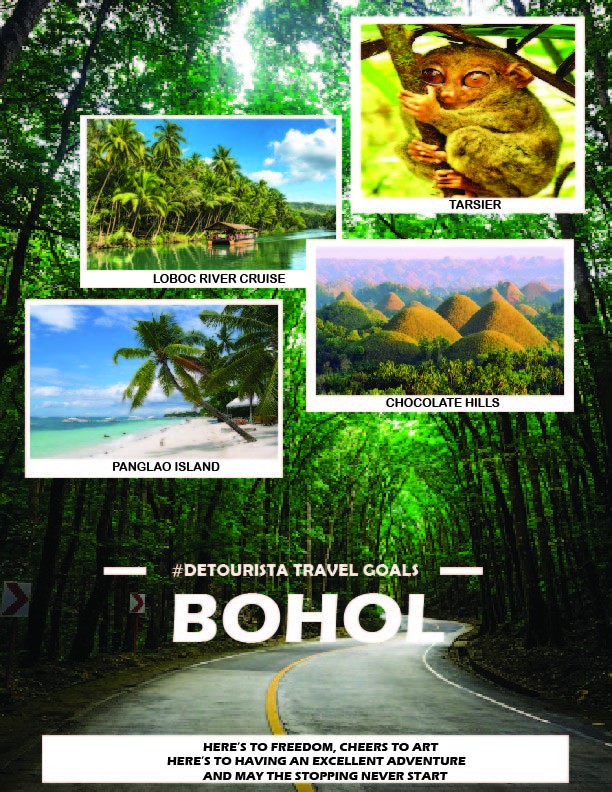 TARSIER
LOBOC RIVER CRUISE
CHOCOLATE HILLS
PANGLAO ISLAND
#DETOURISTA TRAVEL GOALS
BOHOL
HERE'S TO FREEDOM, CHEERS TO ART
HERE'S TO HAVING AN EXCELLENT ADVENTURE
AND MAY THE STOPPING NEVER START